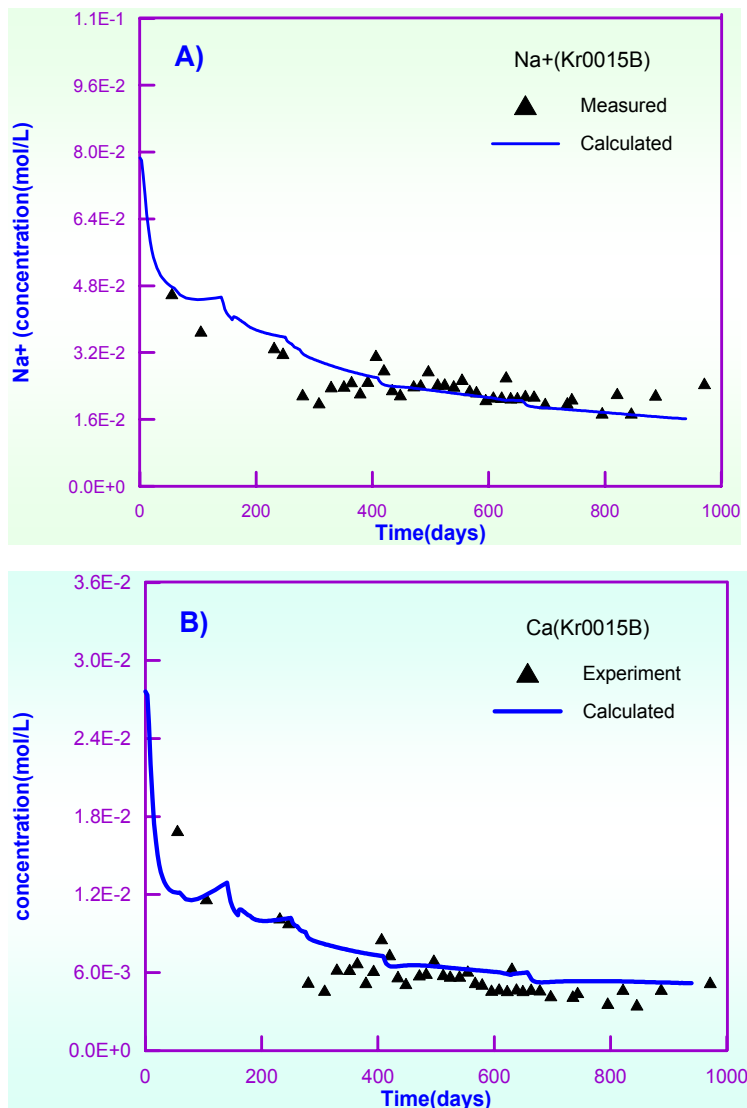 1.1E-1
A)
Na+(Kr0015B)
9.6E-2
Measured
Calculated
8.0E-2
6.4E-2
4.8E-2
3.2E-2
1.6E-2
0.0E+0
Na+ (concentration(mol/L)
0 200 400 600 800 1000
Time(days)
3.6E-2
B)
Ca(Kr0015B)
3.0E-2
Experiment
Calculated
2.4E-2
1.8E-2
1.2E-2
6.0E-3
0.0E+0
concentration(mol/L)
0 200 400 600 800 1000
Time(days)